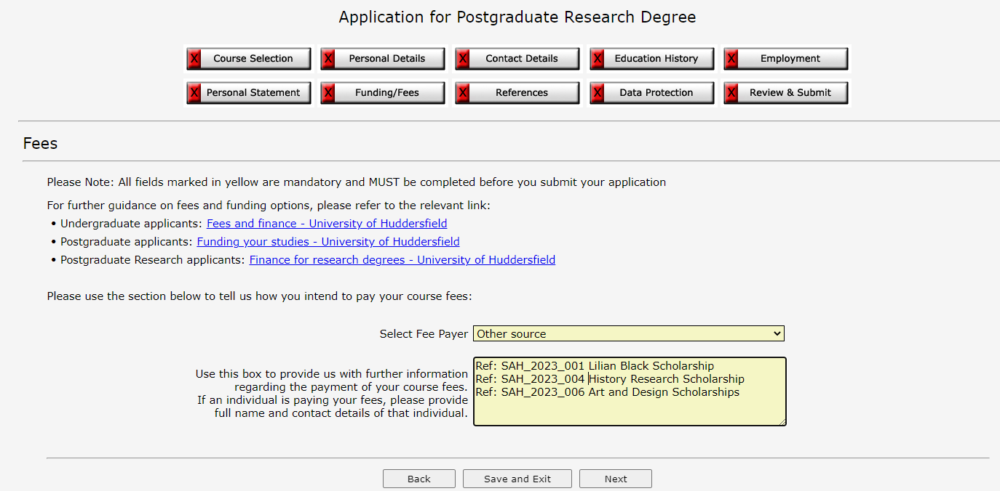 Application for Postgraduate Research Degree
X Course Selection X Personal Details X Contact Details X Education History X Employment
X Personal Statement X Funding/Fees X References X Data Protection X Review & Submit
Fees
Please Note: All fields marked in yellow are mandatory and MUST be completed before you submit your application
For further guidance on fees and funding options, please refer to the relevant link:
• Undergraduate applicants: Fees and finance - University of Huddersfield
• Postgraduate applicants: Funding your studies - University of Huddersfield
• Postgraduate Research applicants: Finance for research degrees - University of Huddersfield
Please use the section below to tell us how you intend to pay your course fees:
Select Fee Payer Other source
Use this box to provide us with further information
regarding the payment of your course fees.
If an individual is paying your fees, please provide
full name and contact details of that individual.
Ref: SAH_2023_001 Lilian Black Scholarship
Ref: SAH_2023_004 History Research Scholarship
Ref: SAH_2023_006 Art and Design Scholarships
Back Save and Exit Next